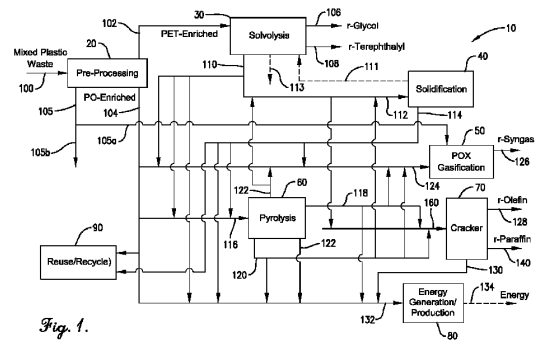 102
30
106
r-Glycol
10
Mixed Plastic
Waste
20
PET-Enriched
Solvolysis
r-Terephthalyl
100
Pre-Processing
110
108
111
40
105
PO-Enriched
104
113
Solidification
112
114
105a
50
r-Syngas
105b
POX
Gasification
126
122
60
124
118
70
r-Olefin
90
Pyrolysis
160
128
116
122
Cracker
r-Paraffin
Reuse/Recycle)
120
130
140
Energy
Generation/
Production
134
Energy
132
80
Fig. 1.